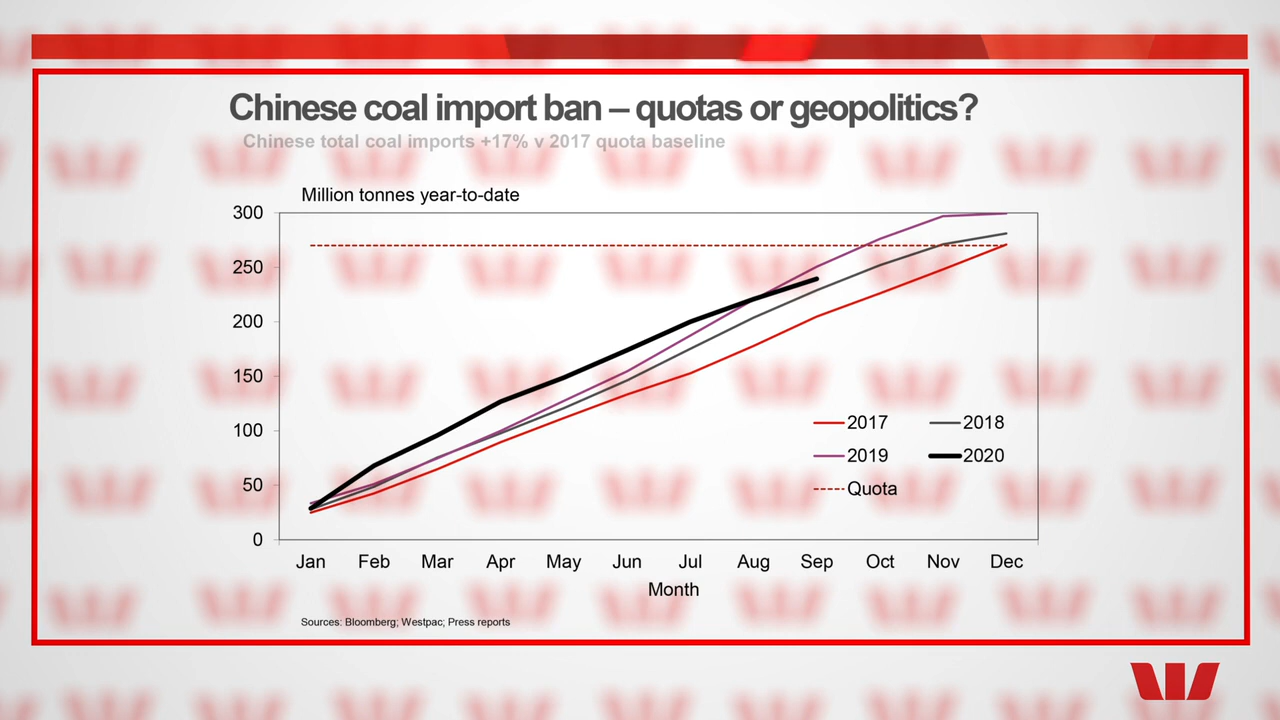 Chinese coal import ban – quotas or geopolitics?
Chinese total coal imports +17% v 2017 quota baseline
Million tonnes year-to-date
300
250
200
150
100
50
0
2017 2018
2019 2020
Quota
Jan Feb Mar Apr May Jun Jul Aug Sep Oct Nov Dec
Month
Sources: Bloomberg; Westpac; Press reports